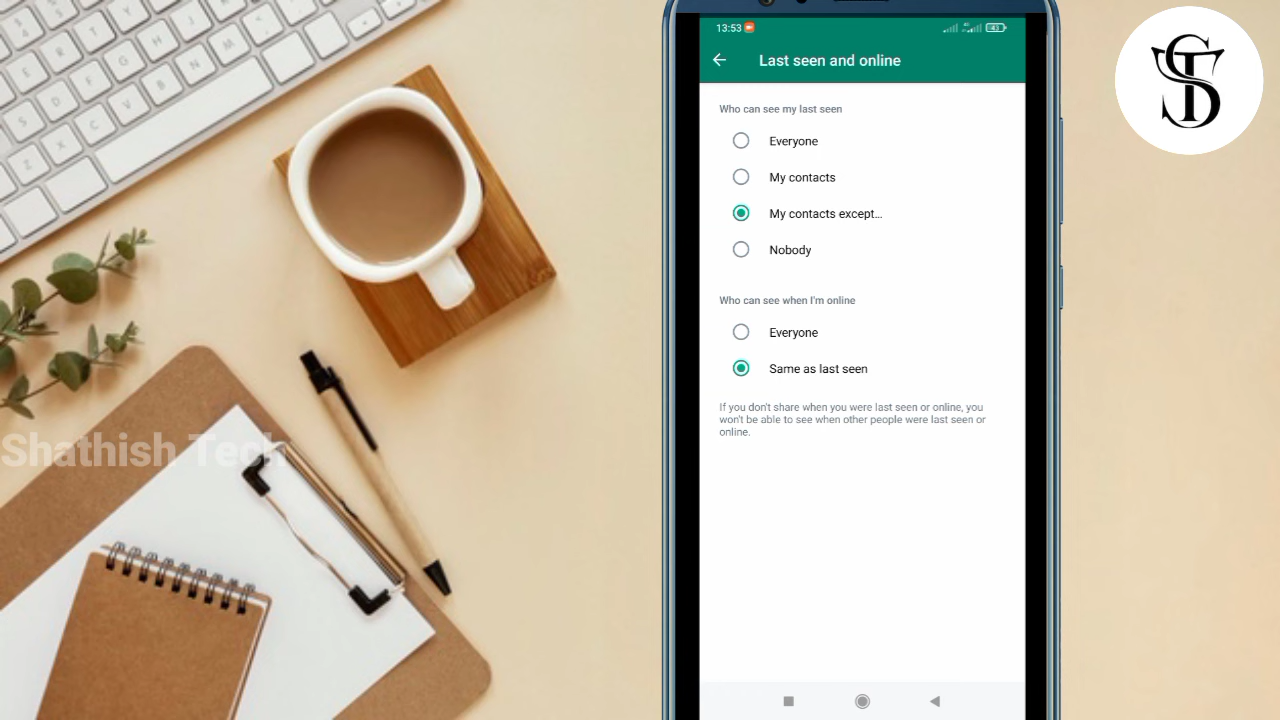 13:53
Last seen and online
Who can see my last seen
Everyone
My contacts
My contacts except...
Nobody
Who can see when I'm online
Everyone
Same as last seen
If you don't share when you were last seen or online, you
won't be able to see when other people were last seen or
online.
Shathish Tech
ST